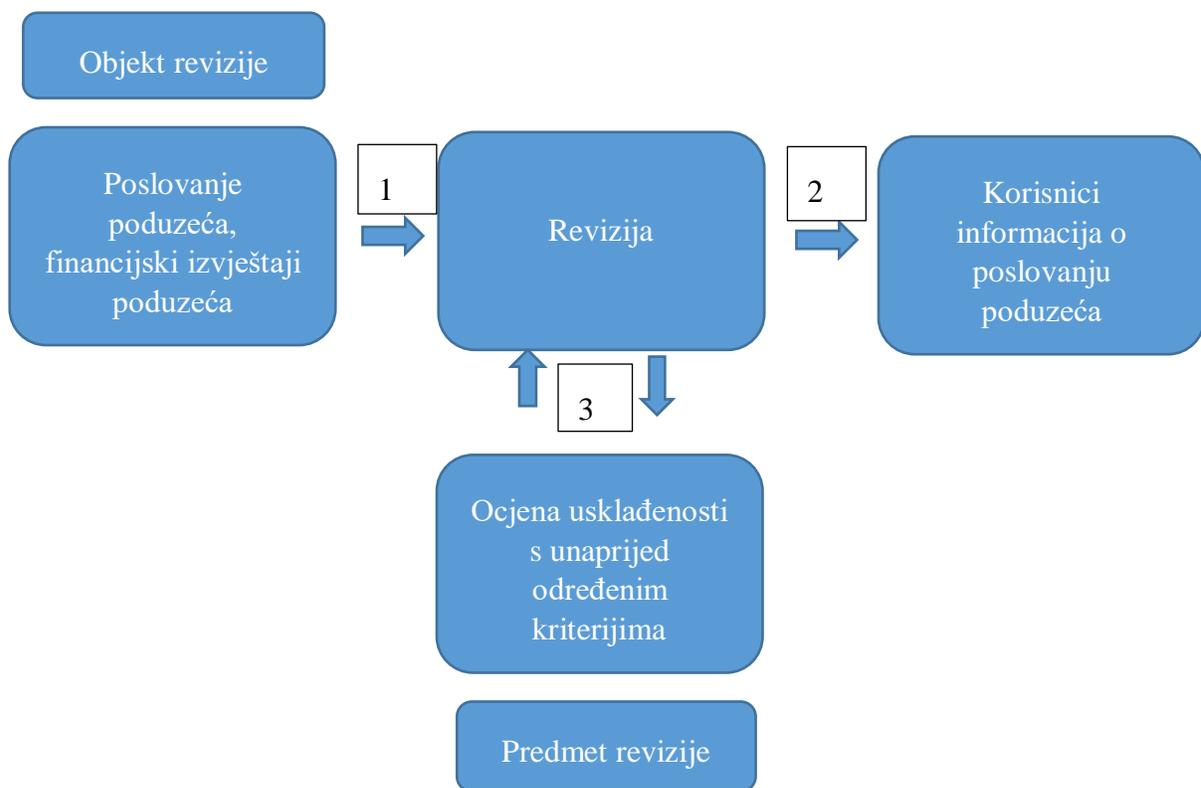 Objekt revizije
Poslovanje
poduzeća,
financijski izvještaji
poduzeća
1
Revizija
2
Korisnici
informacija o
poslovanju
poduzeća
3
Ocjena usklađenosti
s unaprijed
određenim
kriterijima
Predmet revizije